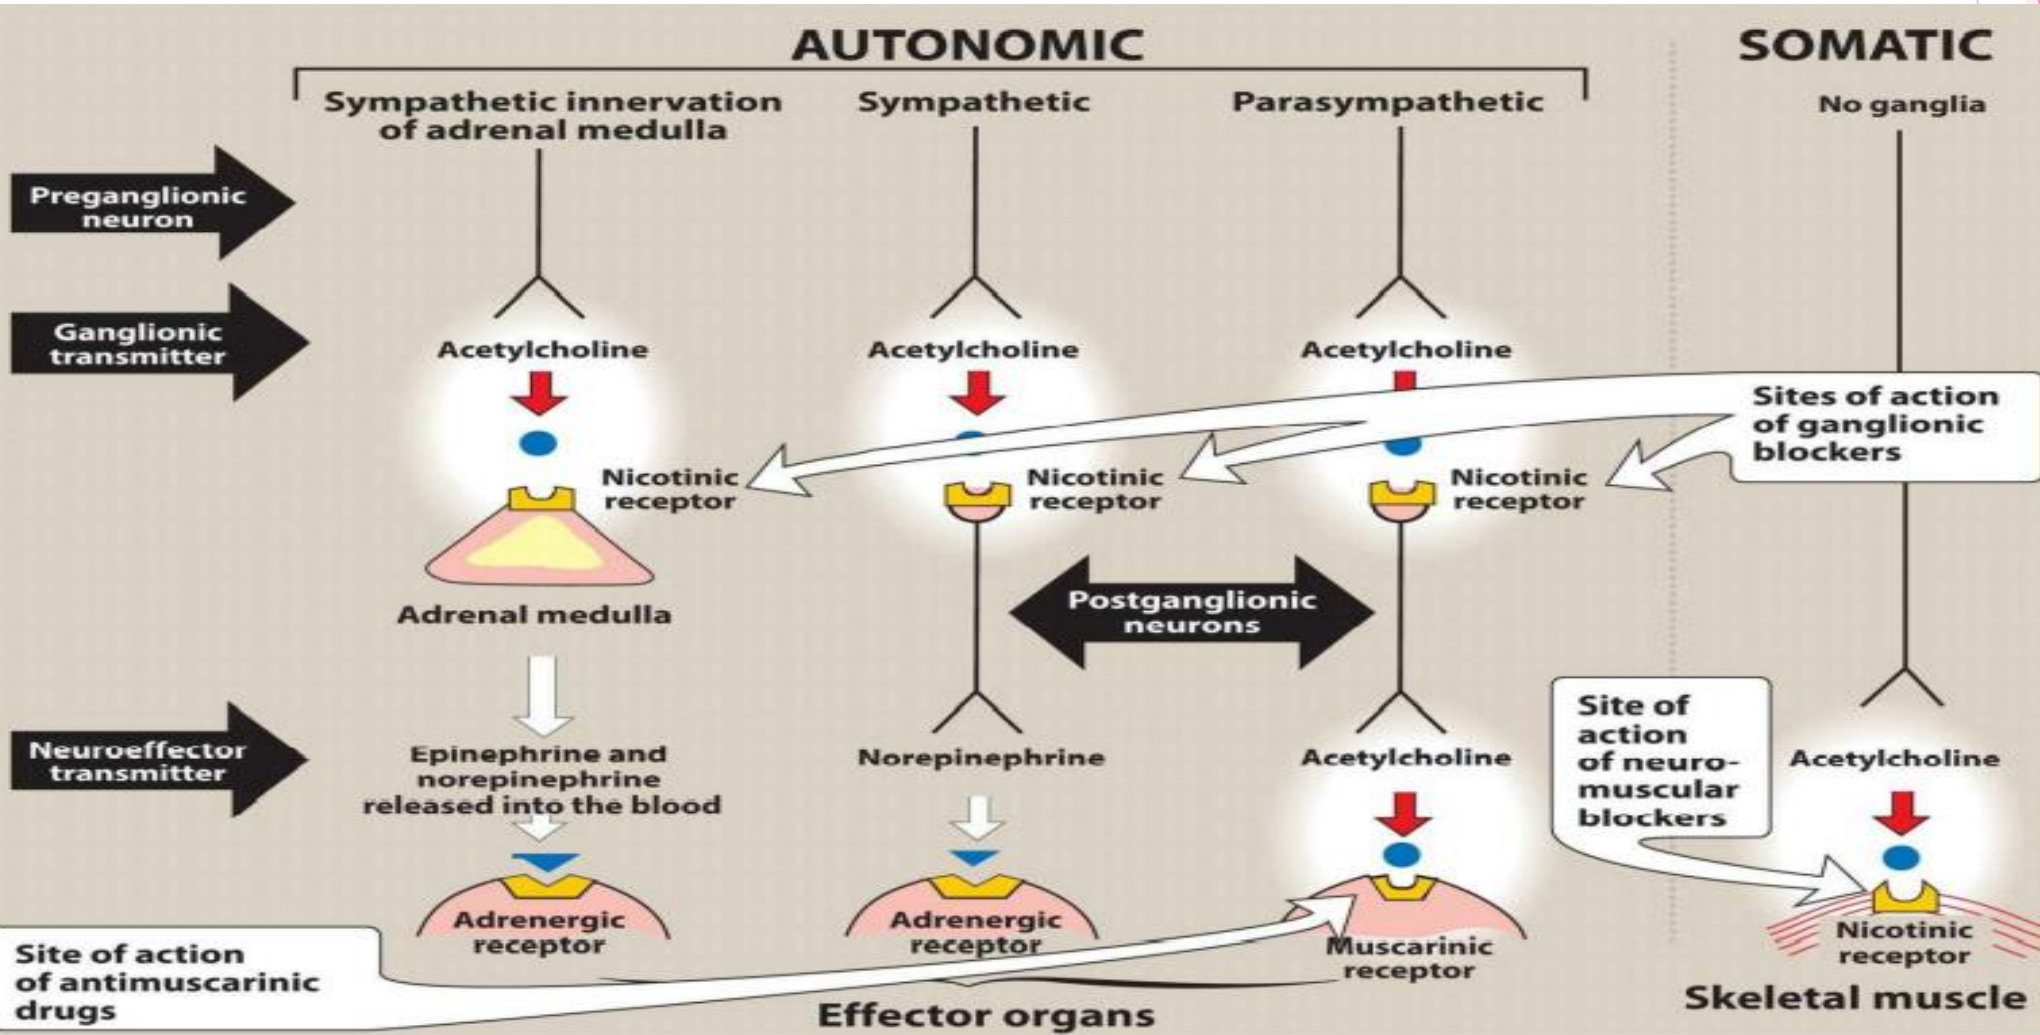 AUTONOMIC
SOMATIC
Sympathetic innervation
of adrenal medulla
Sympathetic
Parasympathetic
No ganglia
Preganglionic
neuron
Ganglionic
transmitter
Acetylcholine
Acetylcholine
Acetylcholine
Sites of action
of ganglionic
blockers
Nicotinic
receptor
Nicotinic
receptor
Nicotinic
receptor
Adrenal medulla
Postganglionic
neurons
Neuroeffector
transmitter
Epinephrine and
norepinephrine
released into the blood
Norepinephrine
Acetylcholine
Site of
action
of neuro-
muscular
blockers
Acetylcholine
Adrenergic
receptor
Adrenergic
receptor
Muscarinic
receptor
Nicotinic
receptor
Site of action
of antimuscarinic
drugs
Effector organs
Skeletal muscle